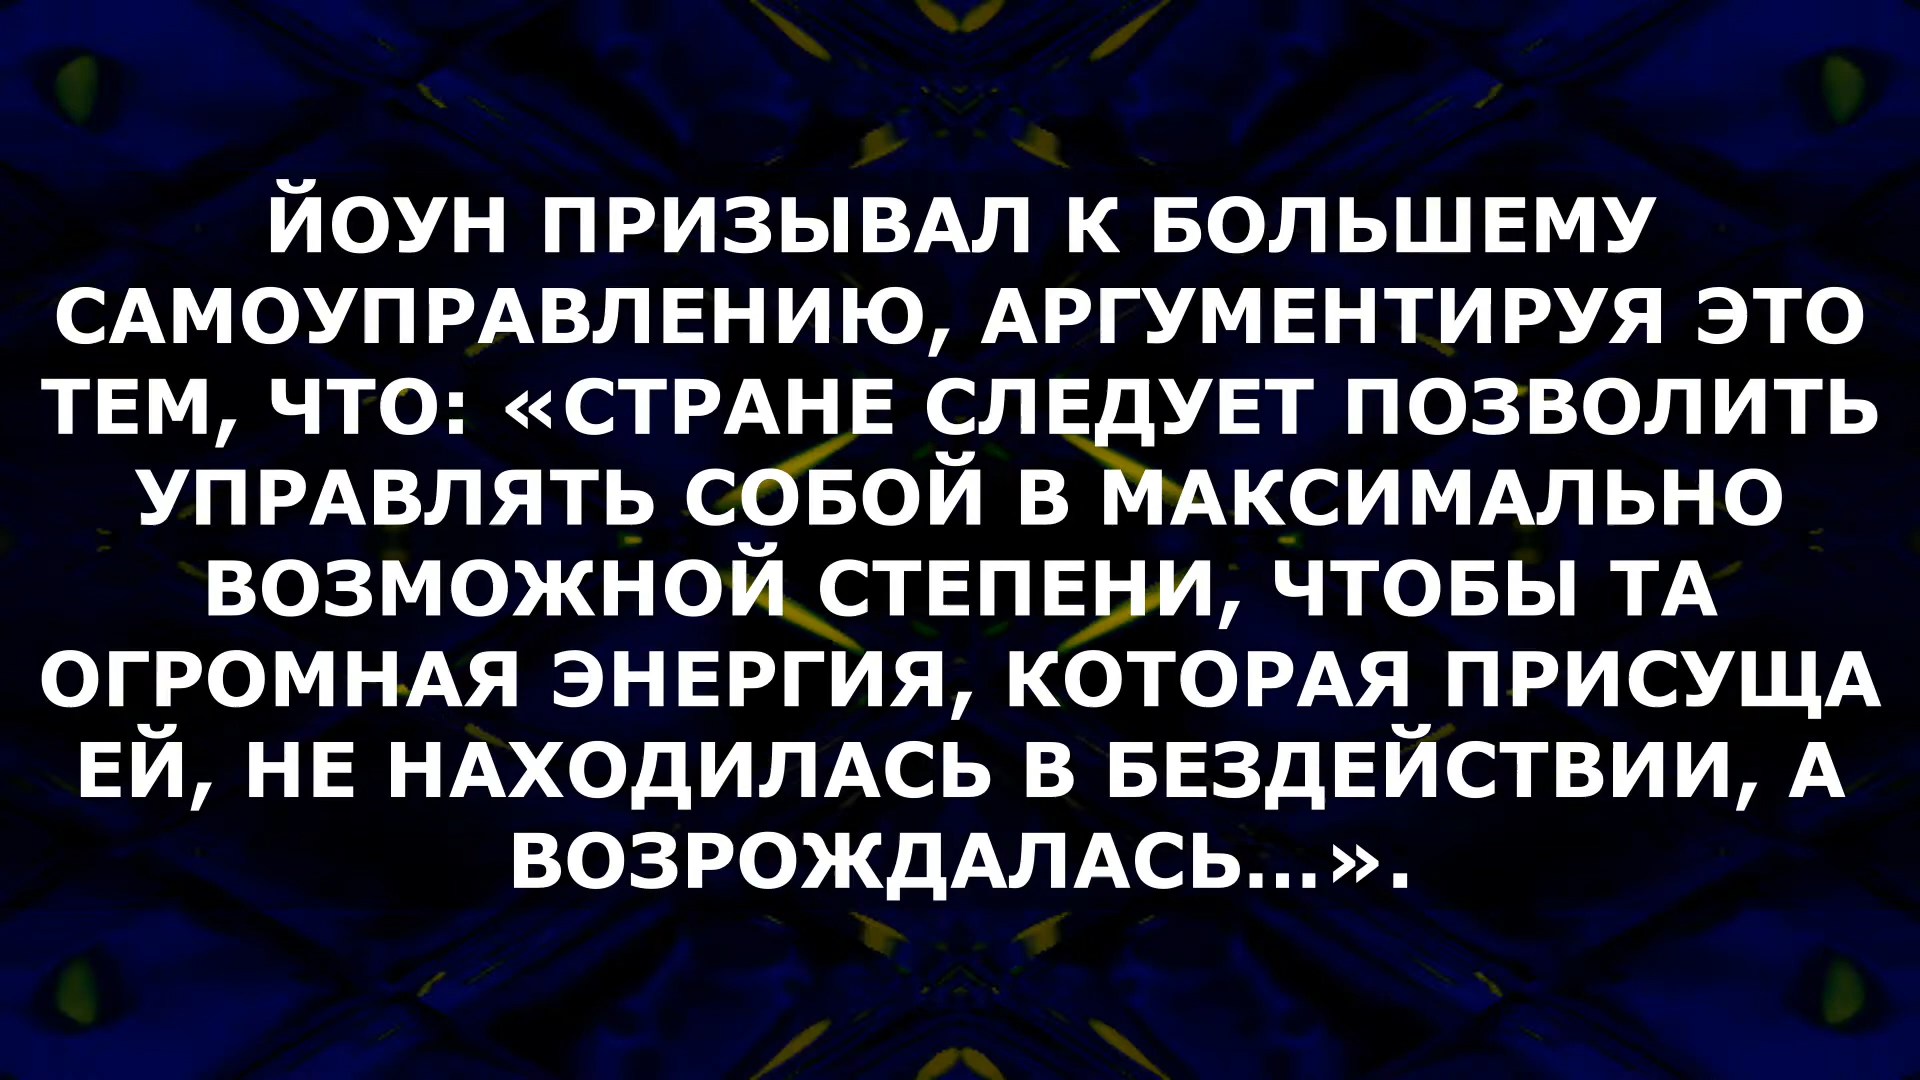 ЙОУН ПРИЗЫВАЛ К БОЛЬШЕМУ
САМОУПРАВЛЕНИЮ, АРГУМЕНТИРУЯ ЭТО
ТЕМ, ЧТО: «СТРАНЕ СЛЕДУЕТ ПОЗВОЛИТЬ
УПРАВЛЯТЬ СОБОЙ В МАКСИМАЛЬНО
ВОЗМОЖНОЙ СТЕПЕНИ, ЧТОБЫ ТА
ОГРОМНАЯ ЭНЕРГИЯ, КОТОРАЯ ПРИСУЩА
ЕЙ, НЕ НАХОДИЛАСЬ В БЕЗДЕЙСТВИИ, А
ВОЗРОЖДАЛАСЬ...».